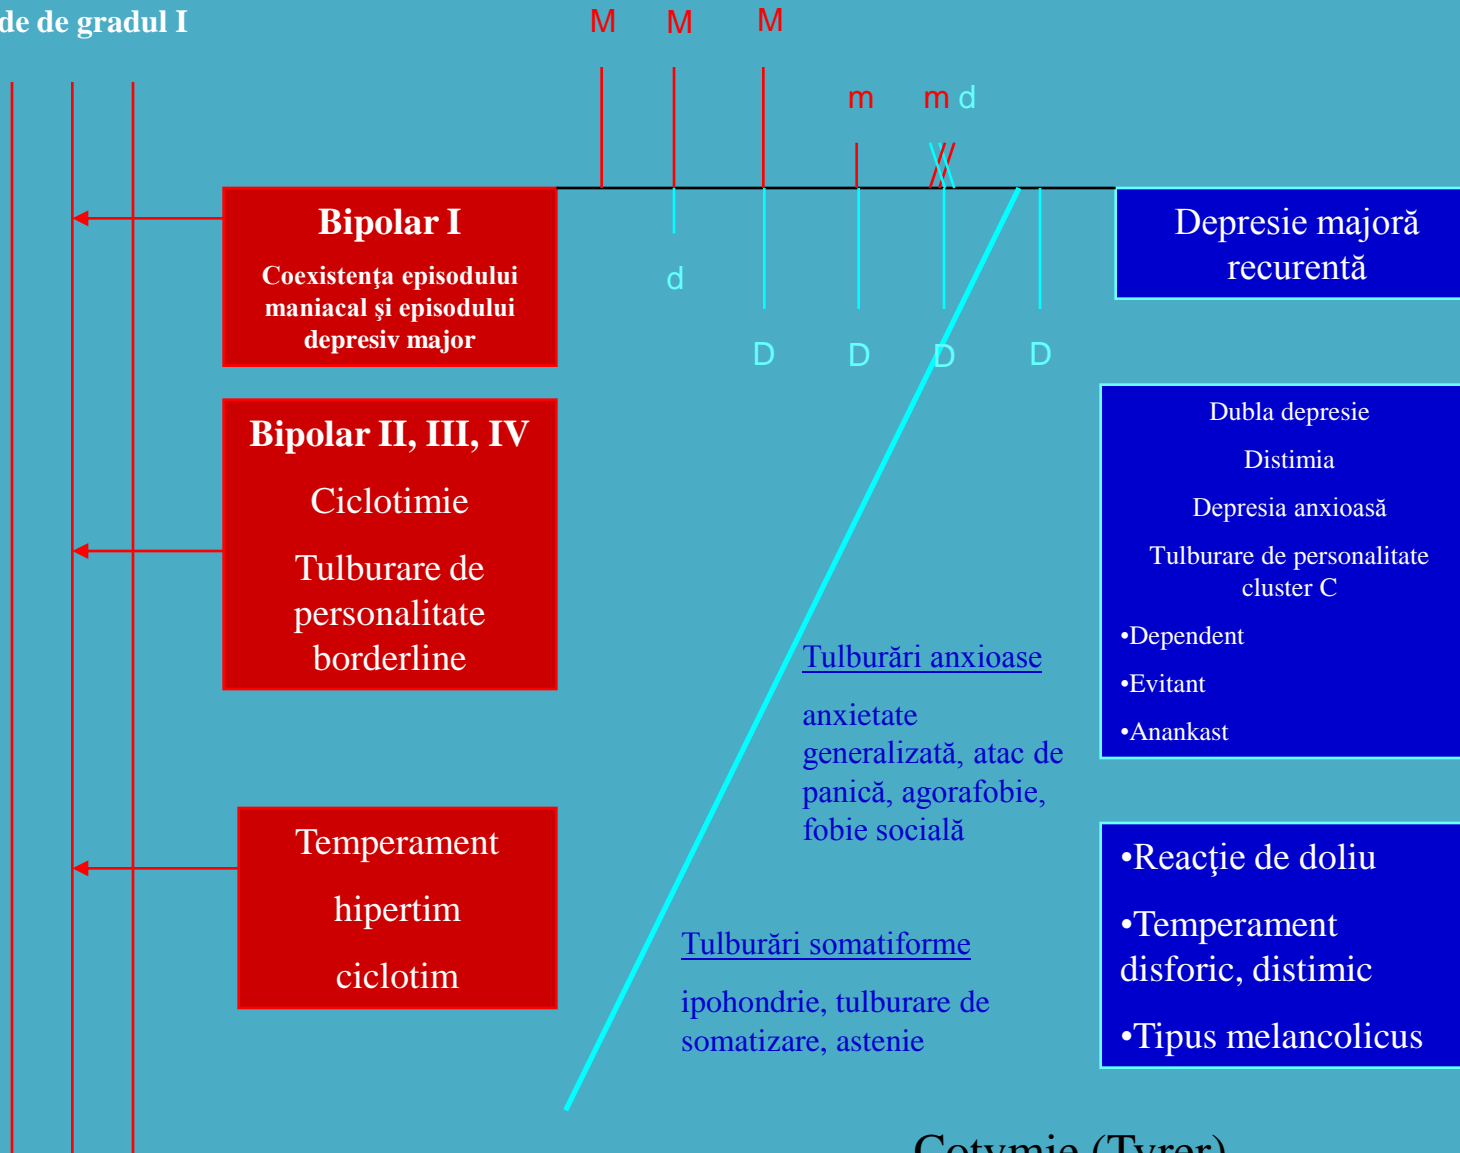 de de gradul I
M M M
m m d
Bipolar I
Coexistenţa episodului
maniacal şi episodului
depresiv major
d
D D D D
Depresie majoră
recurentă
Bipolar II, III, IV
Ciclotimie
Tulburare de
personalitate
borderline
Dubla depresie
Distimia
Depresia anxioasă
Tulburare de personalitate
cluster C
•Dependent
•Evitant
•Anankast
Tulburări anxioase
anxietate
generalizată, atac de
panică, agorafobie,
fobie socială
Temperament
hipertim
ciclotim
Tulburări somatiforme
ipohondrie, tulburare de
somatizare, astenie
•Reacţie de doliu
•Temperament
disforic, distimic
•Tipus melancolicus
Cotymie (Tyrer)